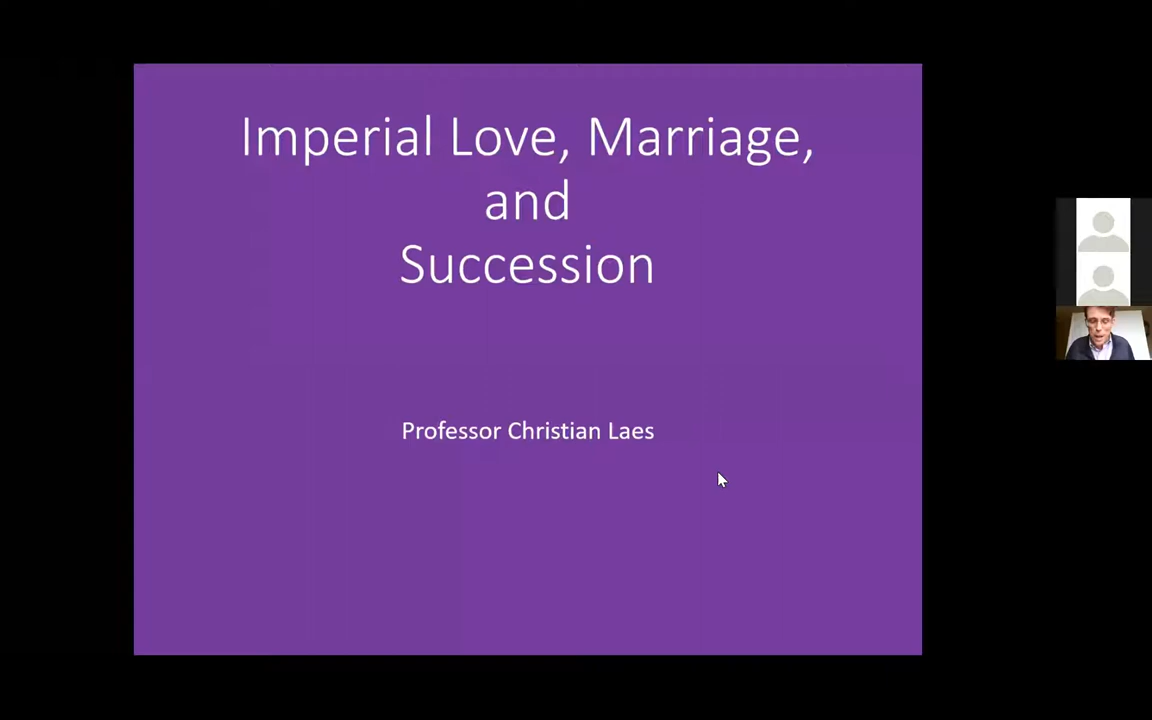 Imperial Love, Marriage,
and
Succession
Professor Christian Laes